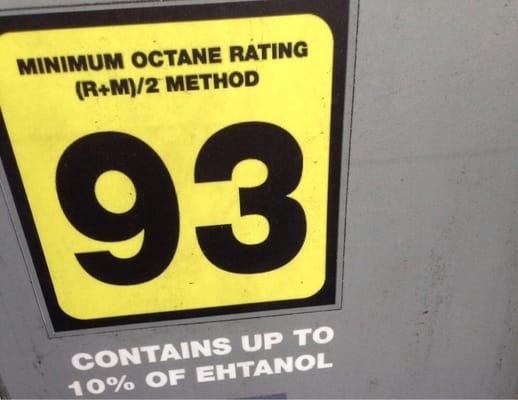 MINIMUM OCTANE RATING
(R+M)/2 METHOD
93
CONTAINS UP TO
10% OF EHTANOL